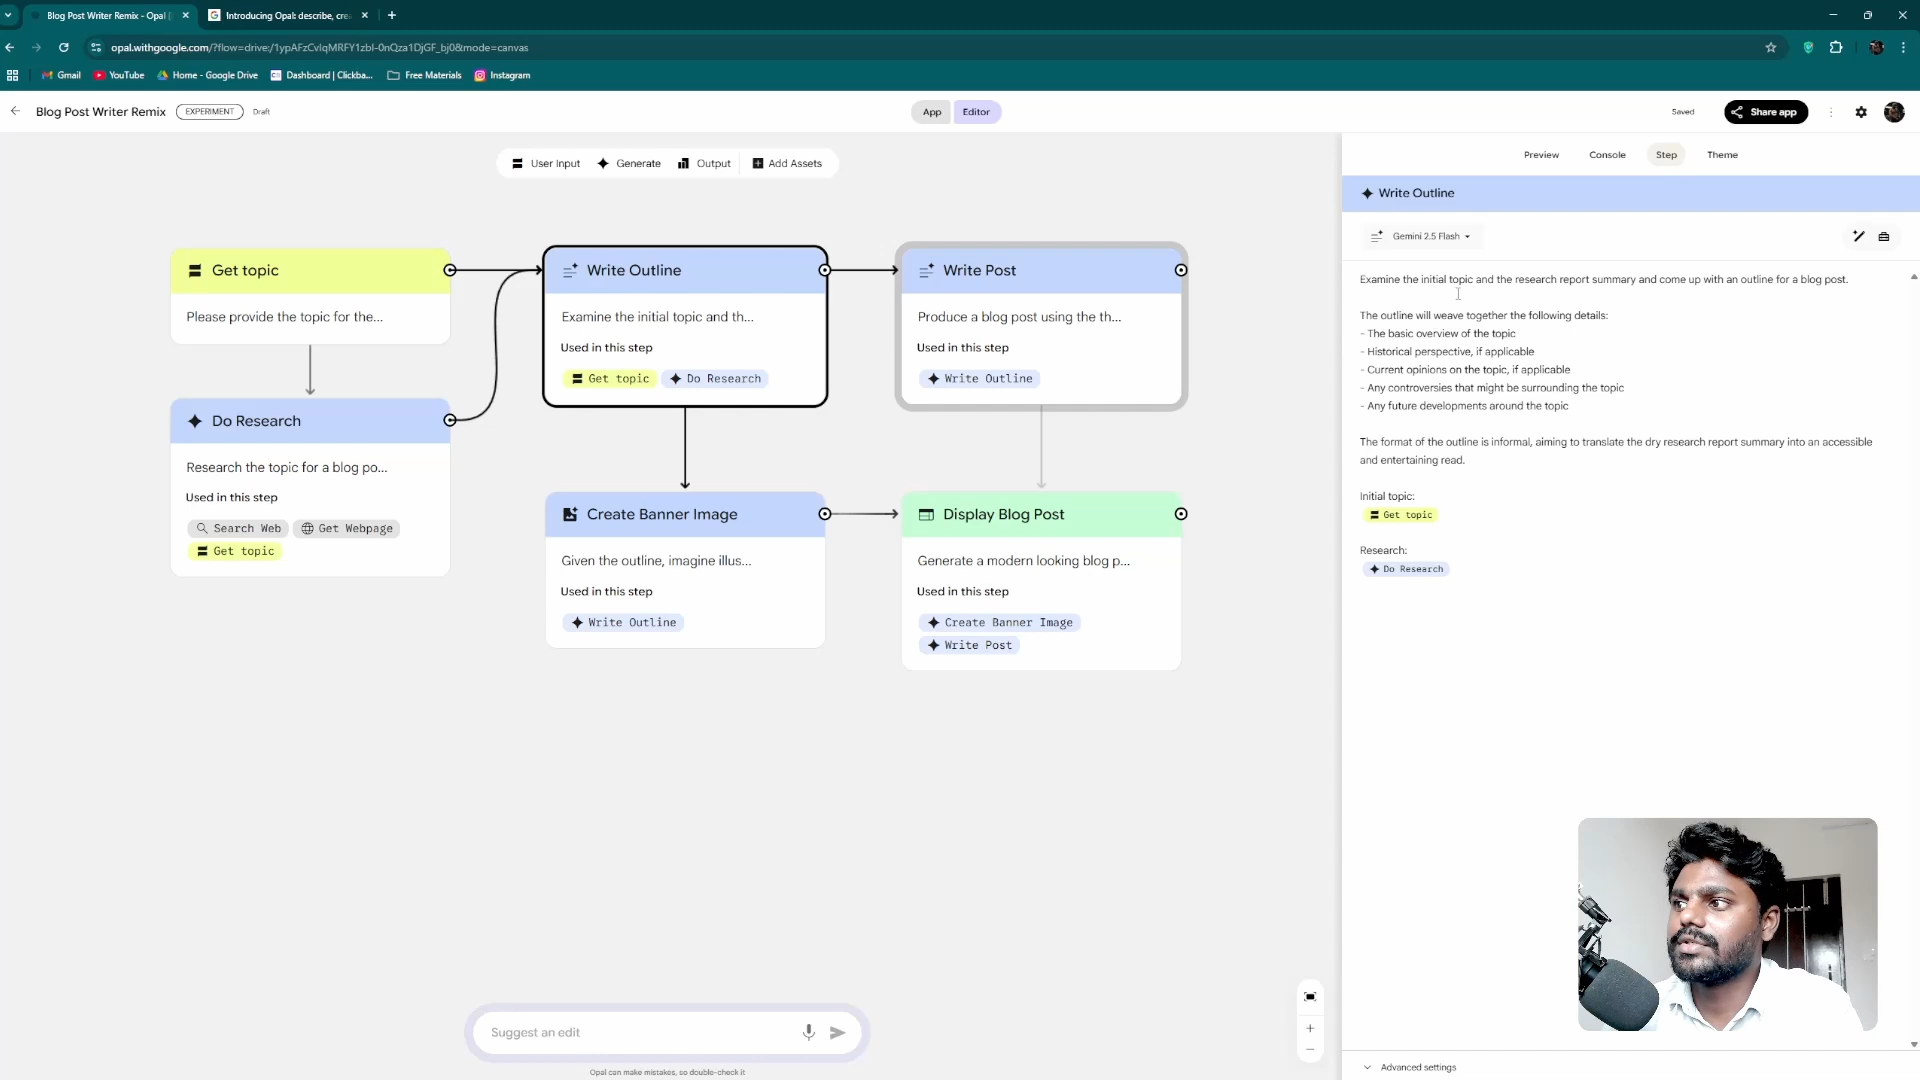 Blog Post Writer Remix - Opal [
Introducing Opal: describe, cre
opal.withgoogle.com/?flow=drive:/1ypAFzCvIqMRFY1zbI-0nQza1DjGF_bj0&mode=canvas
Gmail
YouTube
Home - Google Drive
Dashboard | Clickba...
Free Materials
Instagram
Blog Post Writer Remix
EXPERIMENT
Draft
App
Editor
Saved
Share app
User Input
Generate
Output
Add Assets
Preview
Console
Step
Theme
Get topic
Please provide the topic for the...
Do Research
Research the topic for a blog po...
Used in this step
Search Web
Get Webpage
Get topic
Write Outline
Examine the initial topic and th...
Used in this step
Get topic
Do Research
Write Post
Produce a blog post using the th...
Used in this step
Write Outline
Create Banner Image
Given the outline, imagine illus...
Used in this step
Write Outline
Display Blog Post
Generate a modern looking blog p...
Used in this step
Create Banner Image
Write Post
Write Outline
Gemini 2.5 Flash
Examine the initial topic and the research report summary and come up with an outline for a blog post.
The outline will weave together the following details:
- The basic overview of the topic
- Historical perspective, if applicable
- Current opinions on the topic, if applicable
- Any controversies that might be surrounding the topic
- Any future developments around the topic
The format of the outline is informal, aiming to translate the dry research report summary into an accessible
and entertaining read.
Initial topic:
Get topic
Research:
Do Research
Suggest an edit
Opal can make mistakes, so double-check it
Advanced settings